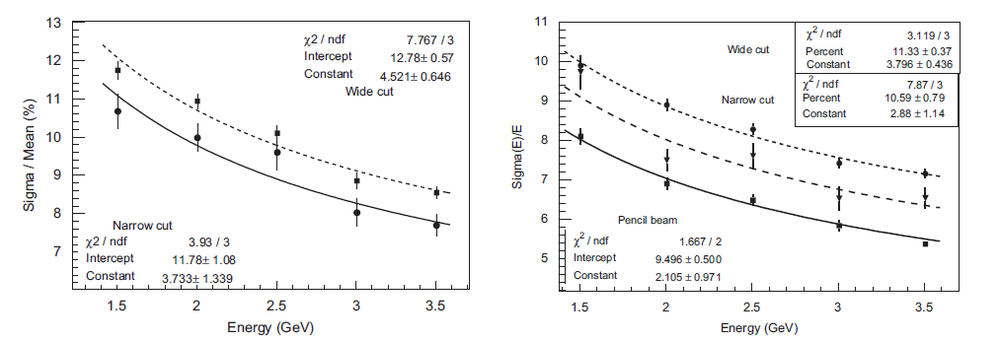 13
12
11
10
9
8
7
Sigma / Mean (%)
χ2 / ndf 7.767 / 3
Intercept 12.78± 0.57
Constant 4.521± 0.646
Wide cut
Narrow cut
χ2 / ndf 3.93 / 3
Intercept 11.78± 1.08
Constant 3.733± 1.339
1.5 2 2.5 3 3.5
Energy (GeV)
11
10
9
8
7
6
5
Sigma(E)/E
Wide cut
χ2 / ndf 3.119 / 3
Percent 11.33 ± 0.37
Constant 3.796 ± 0.436
Narrow cut
χ2 / ndf 7.87 / 3
Percent 10.59 ± 0.79
Constant 2.88 ± 1.14
Pencil beam
χ2 / ndf 1.667 / 2
Intercept 9.496 ± 0.500
Constant 2.105 ± 0.971
1.5 2 2.5 3 3.5
Energy (GeV)